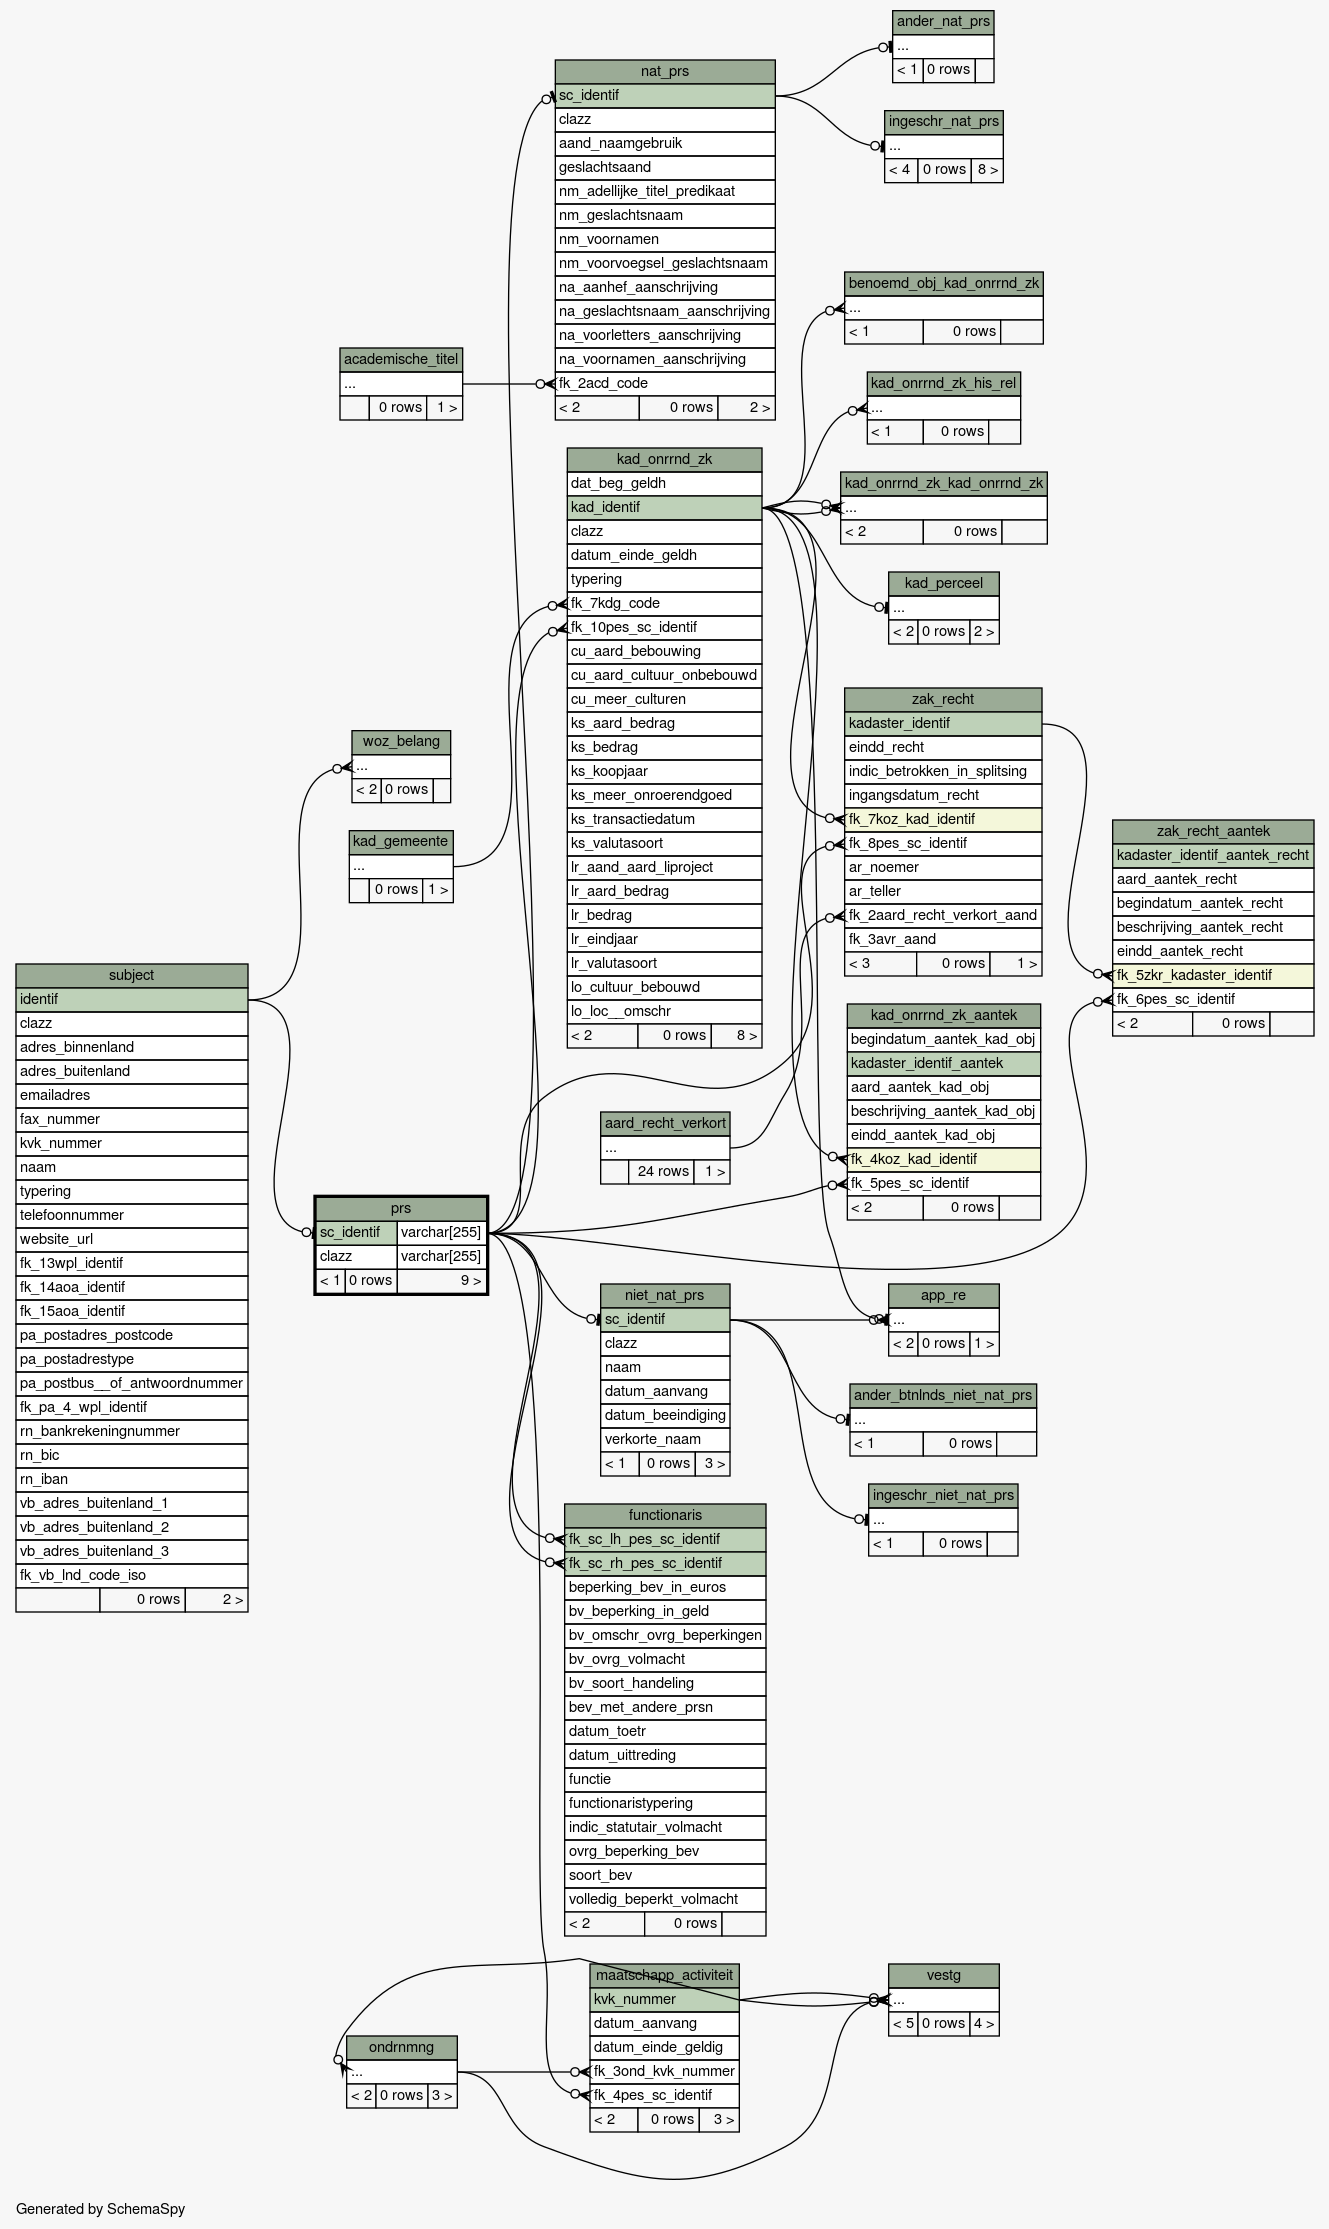 ander_nat_prs
...
< 1 0 rows
nat_prs
sc_identif
clazz
aand_naamgebruik
geslachtsaand
nm_adellijke_titel_predikaat
nm_geslachtsnaam
nm_voornamen
nm_voorvoegsel_geslachtsnaam
na_aanhef_aanschrijving
na_geslachtsnaam_aanschrijving
na_voorletters_aanschrijving
na_voornamen_aanschrijving
fk_2acd_code
< 2 0 rows 2 >
ingeschr_nat_prs
...
< 4 0 rows 8 >
benoemd_obj_kad_onrrnd_zk
...
< 1 0 rows
academische_titel
...
0 rows 1 >
kad_onrrnd_zk_his_rel
...
< 1 0 rows
kad_onrrnd_zk
dat_beg_geldh
kad_identif
clazz
datum_einde_geldh
typering
fk_7kdg_code
fk_10pes_sc_identif
cu_aard_bebouwing
cu_aard_cultuur_onbebouwd
cu_meer_culturen
ks_aard_bedrag
ks_bedrag
ks_koopjaar
ks_meer_onroerendgoed
ks_transactiedatum
ks_valutasoort
lr_aand_aard_liproject
lr_aard_bedrag
lr_bedrag
lr_eindjaar
lr_valutasoort
lo_cultuur_bebouwd
lo_loc__omschr
< 2 0 rows 8 >
kad_onrrnd_zk_kad_onrrnd_zk
...
< 2 0 rows
kad_perceel
...
< 2 0 rows 2 >
zak_recht
kadaster_identif
eindd_recht
indic_betrokken_in_splitsing
ingangsdatum_recht
fk_7koz_kad_identif
fk_8pes_sc_identif
ar_noemer
ar_teller
fk_2aard_recht_verkort_aand
fk_3avr_aand
< 3 0 rows 1 >
woz_belang
...
< 2 0 rows
kad_gemeente
...
0 rows 1 >
zak_recht_aantek
kadaster_identif_aantek_recht
aard_aantek_recht
begindatum_aantek_recht
beschrijving_aantek_recht
eindd_aantek_recht
fk_5zkr_kadaster_identif
fk_6pes_sc_identif
< 2 0 rows
subject
identif
clazz
adres_binnenland
adres_buitenland
emailadres
fax_nummer
kvk_nummer
naam
typering
telefoonnummer
website_url
fk_13wpl_identif
fk_14aoa_identif
fk_15aoa_identif
pa_postadres_postcode
pa_postadrestype
pa_postbus__of_antwoordnummer
fk_pa_4_wpl_identif
rn_bankrekeningnummer
rn_bic
rn_iban
vb_adres_buitenland_1
vb_adres_buitenland_2
vb_adres_buitenland_3
fk_vb_lnd_code_iso
0 rows 2 >
kad_onrrnd_zk_aantek
begindatum_aantek_kad_obj
kadaster_identif_aantek
aard_aantek_kad_obj
beschrijving_aantek_kad_obj
eindd_aantek_kad_obj
fk_4koz_kad_identif
fk_5pes_sc_identif
< 2 0 rows
aard_recht_verkort
...
24 rows 1 >
prs
sc_identif varchar[255]
clazz varchar[255]
< 1 0 rows 9 >
niet_nat_prs
sc_identif
clazz
naam
datum_aanvang
datum_beeindiging
verkorte_naam
< 1 0 rows 3 >
app_re
...
< 2 0 rows 1 >
ander_btnlnds_niet_nat_prs
...
< 1 0 rows
ingeschr_niet_nat_prs
...
< 1 0 rows
functionaris
fk_sc_lh_pes_sc_identif
fk_sc_rh_pes_sc_identif
beperking_bev_in_euros
bv_beperking_in_geld
bv_omschr_ovrg_beperkingen
bv_ovrg_volmacht
bv_soort_handeling
bev_met_andere_prsn
datum_toetr
datum_uittreding
functie
functionaristypering
indic_statutair_volmacht
ovrg_beperking_bev
soort_bev
volledig_beperkt_volmacht
< 2 0 rows
maatschapp_activiteit
kvk_nummer
datum_aanvang
datum_einde_geldig
fk_3ond_kvk_nummer
fk_4pes_sc_identif
< 2 0 rows 3 >
vestg
...
< 5 0 rows 4 >
ondrnmng
...
< 2 0 rows 3 >
Generated by SchemaSpy